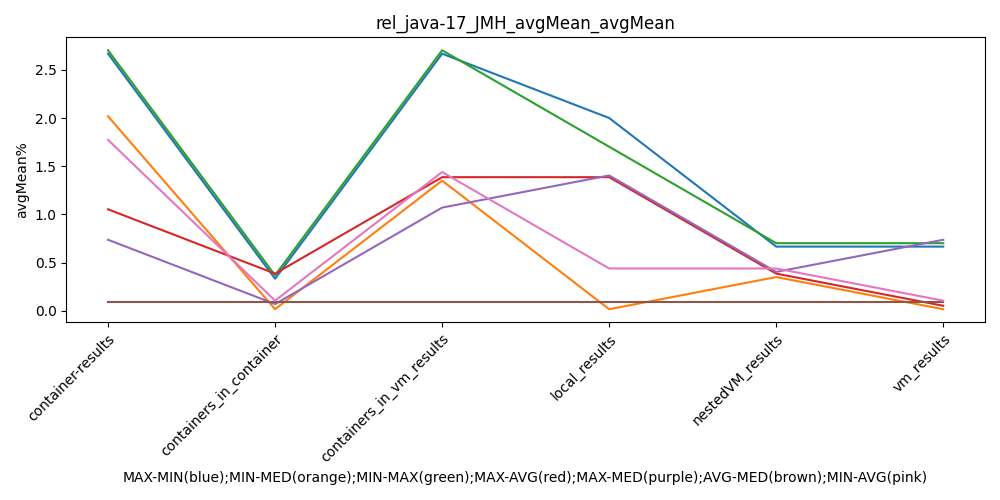 rel_java-17_JMH_avgMean_avgMean
avgMean%
2.5
2.0
1.5
1.0
0.5
0.0
container-results
containers_in_container
containers_in_vm_results
local_results
nestedVM_results
vm_results
MAX-MIN(blue);MIN-MED(orange);MIN-MAX(green);MAX-AVG(red);MAX-MED(purple);AVG-MED(brown);MIN-AVG(pink)